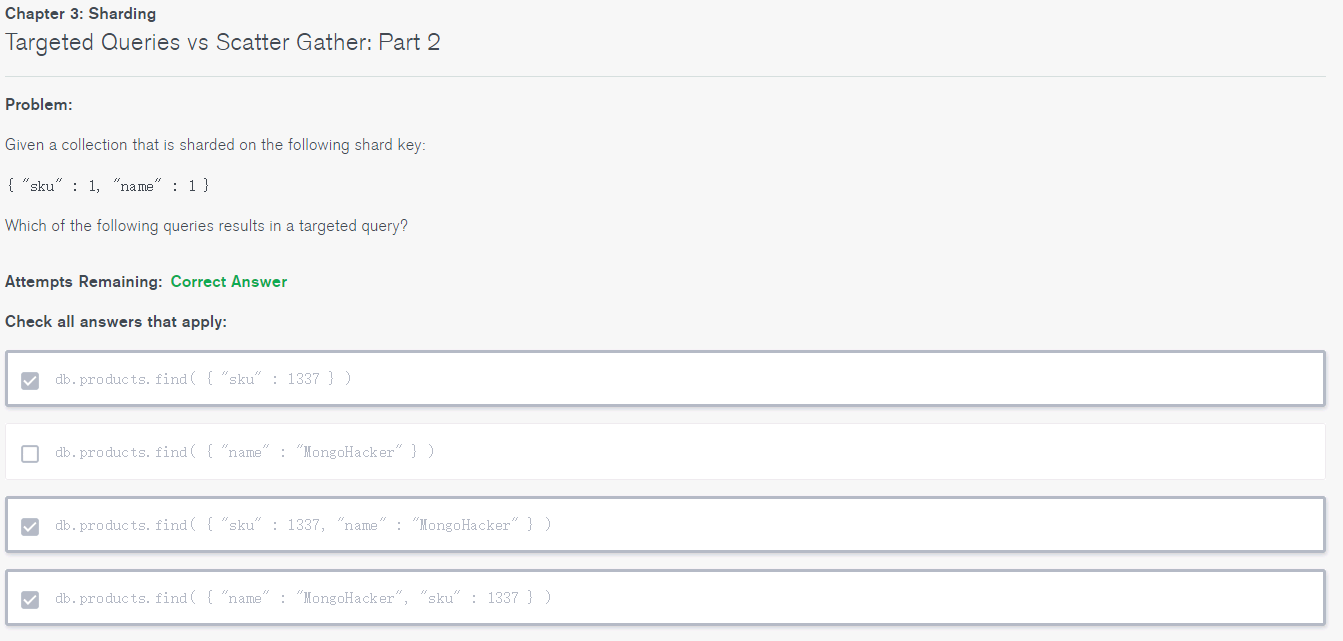 Chapter 3: Sharding
Targeted Queries vs Scatter Gather: Part 2
Problem:
Given a collection that is sharded on the following shard key:
{ "sku" : 1, "name" : 1 }
Which of the following queries results in a targeted query?
Attempts Remaining: Correct Answer
Check all answers that apply:
db.products.find( { "sku" : 1337 } )
db.products.find( { "name" : "MongoHacker" } )
db.products.find( { "sku" : 1337, "name" : "MongoHacker" } )
db.products.find( { "name" : "MongoHacker", "sku" : 1337 } )